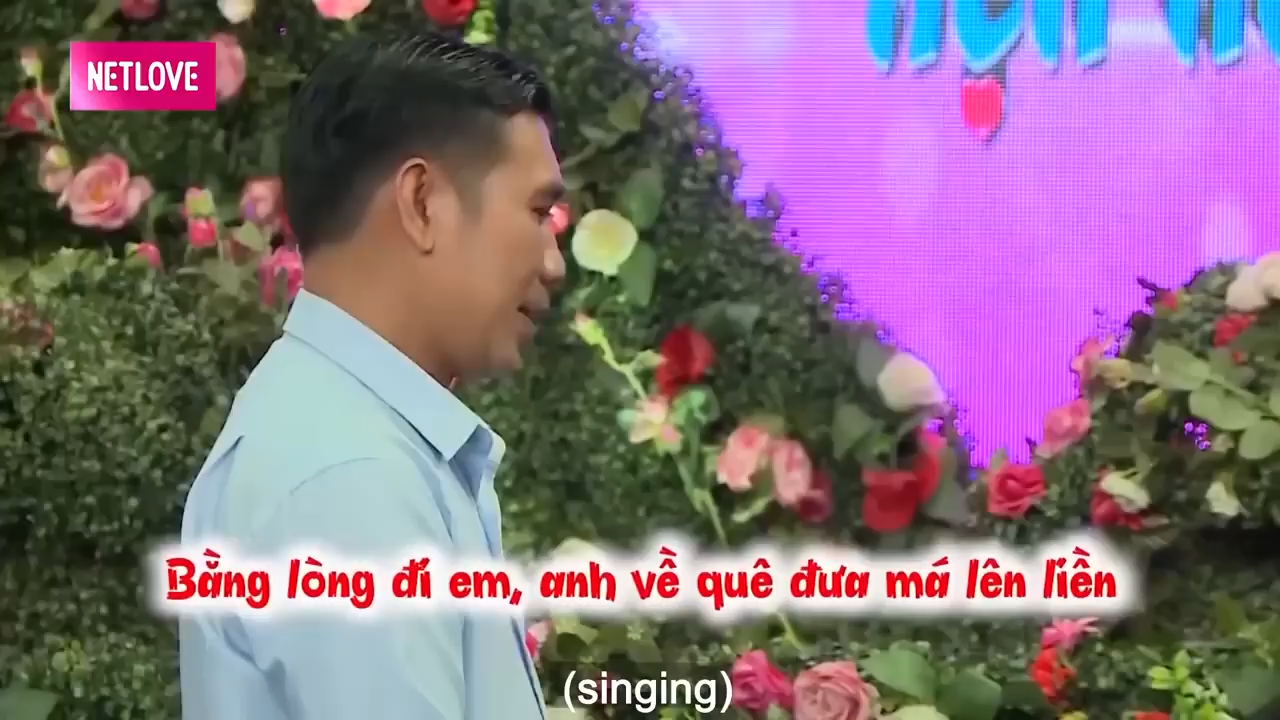 NETLOVE
Bằng lòng đi em, anh về quê đưa má lên liền
(singing)